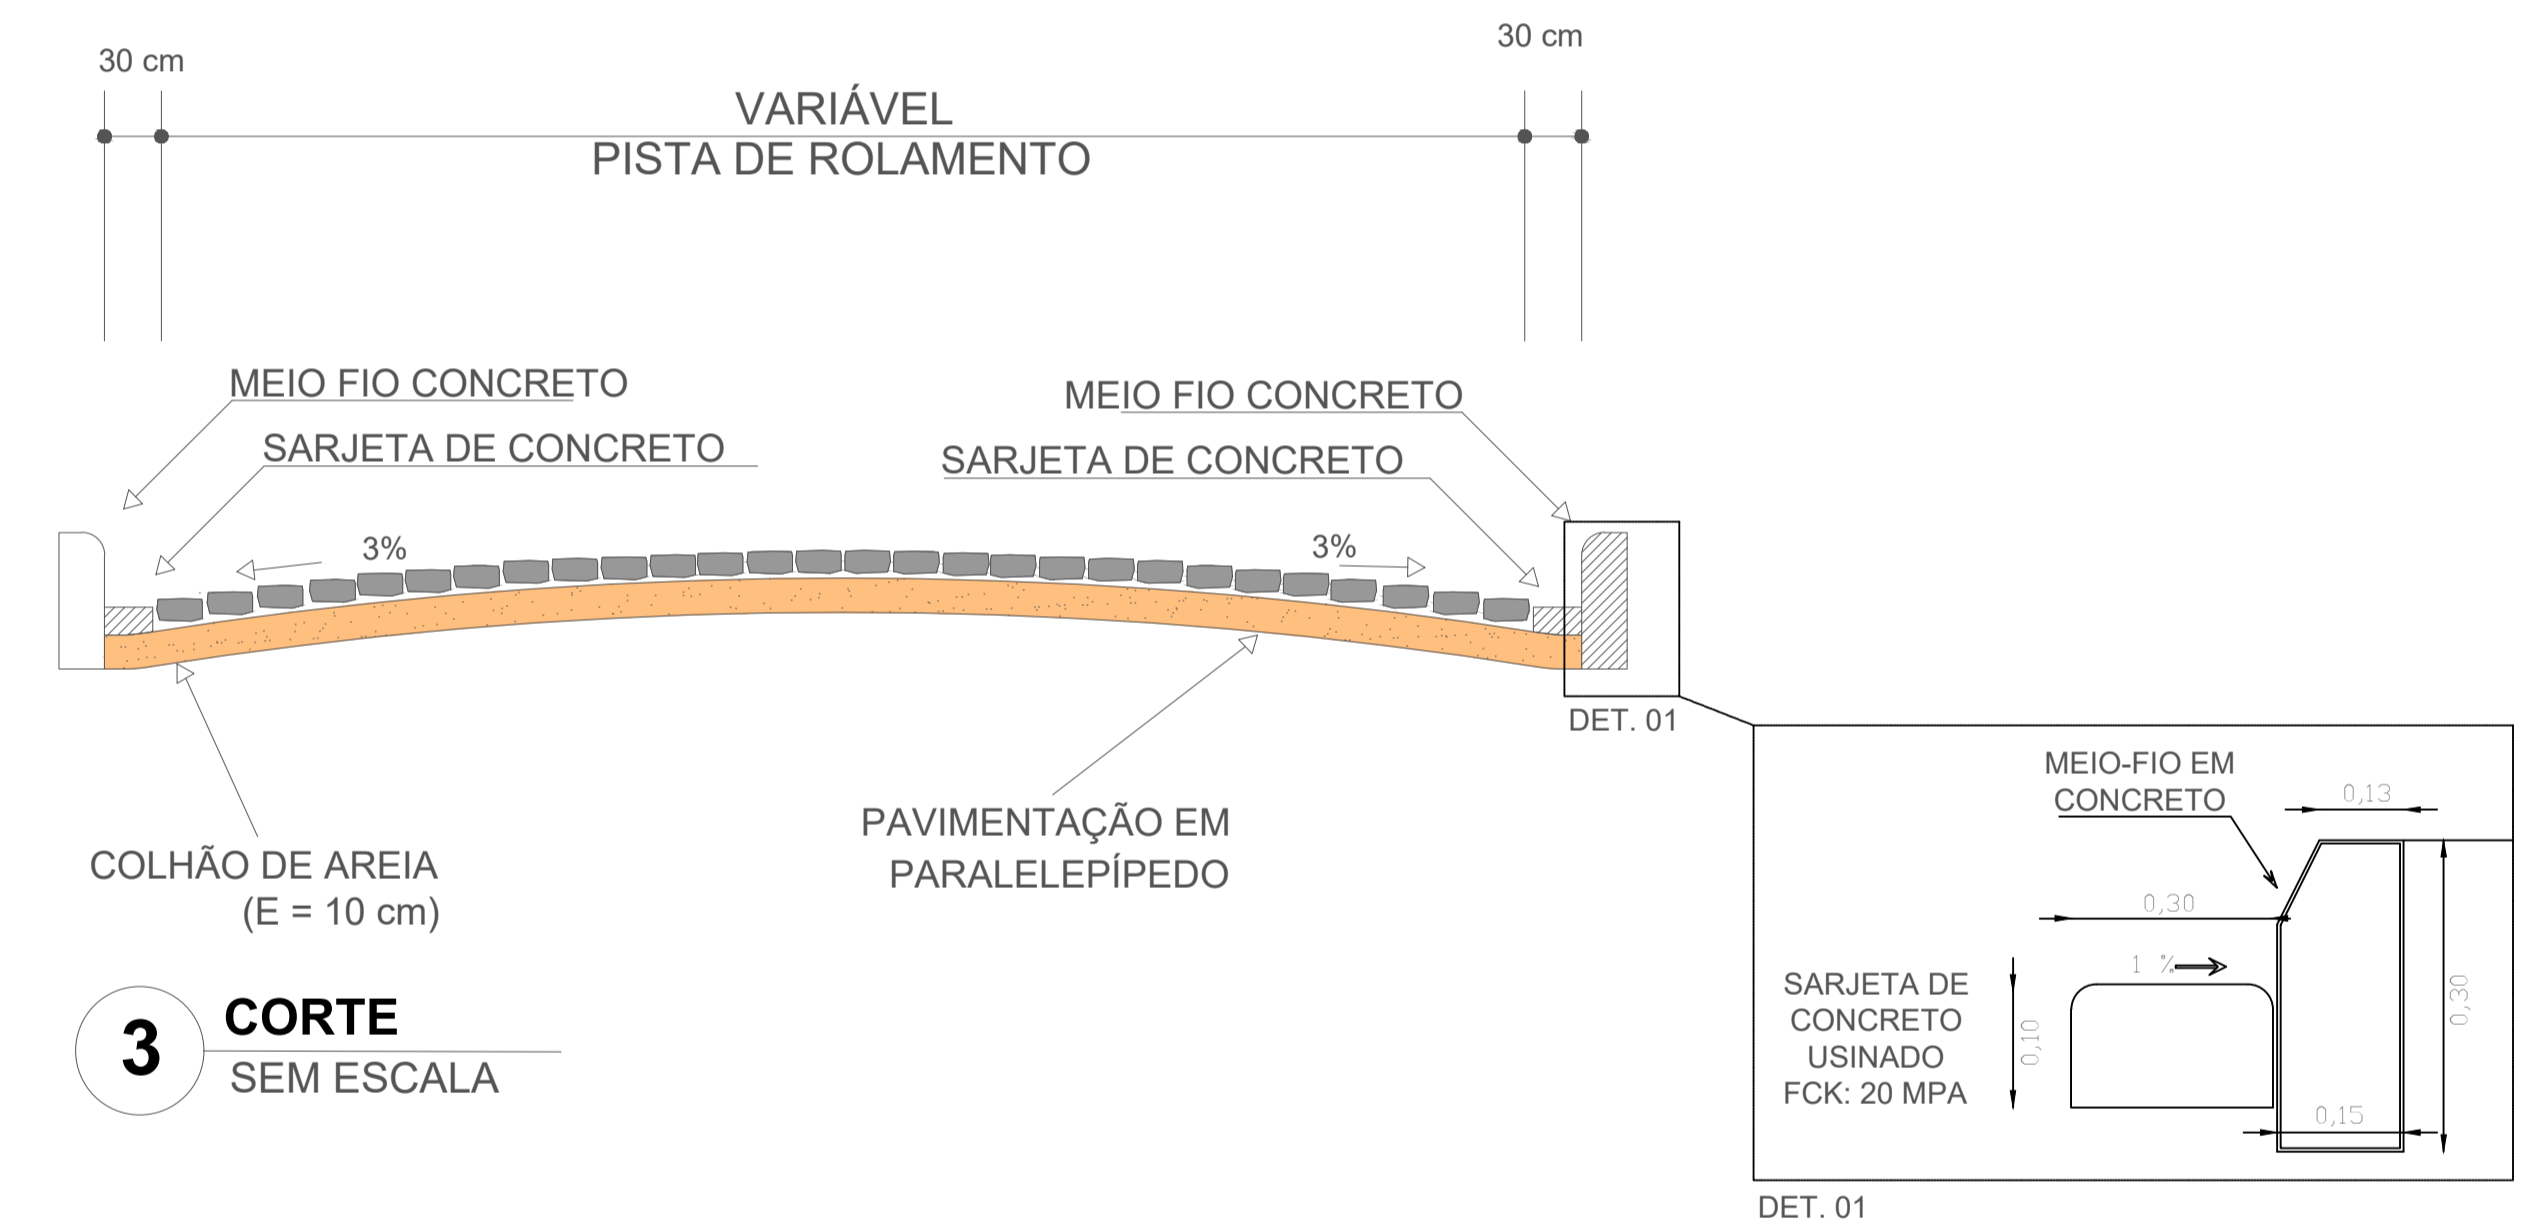 30 cm
30 cm
VARIÁVEL
PISTA DE ROLAMENTO
MEIO FIO CONCRETO
SARJETA DE CONCRETO
MEIO FIO CONCRETO
SARJETA DE CONCRETO
3%
3%
DET. 01
COLHÃO DE AREIA
(E = 10 cm)
PAVIMENTAÇÃO EM
PARALELEPÍPEDO
3
CORTE
SEM ESCALA
MEIO-FIO EM
CONCRETO
0,13
0,30
1 %
SARJETA DE
CONCRETO
USINADO
FCK: 20 MPA
0,10
0,30
0,15
DET. 01